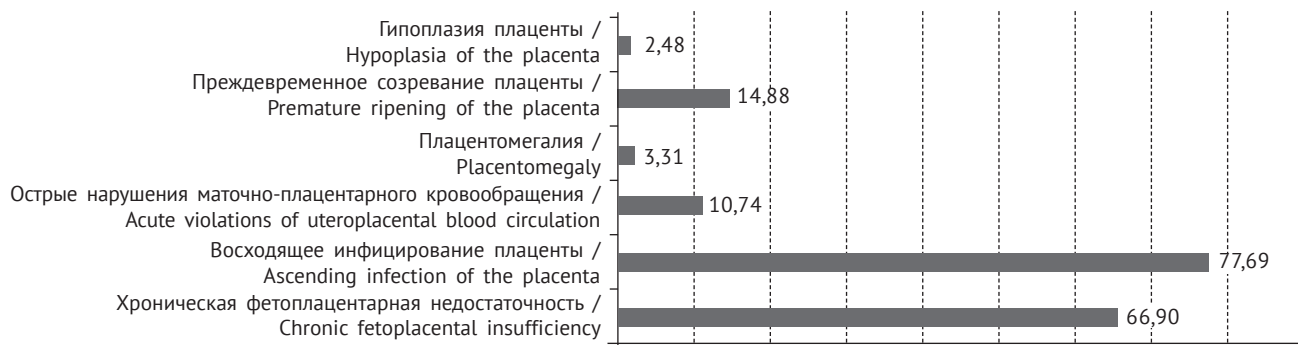 Гипоплазия плаценты /
Hypoplasia of the placenta
2,48
Преждевременное созревание плаценты /
Premature ripening of the placenta
14,88
Плацентомегалия /
Placentomegaly
3,31
Острые нарушения маточно-плацентарного кровообращения /
Acute violations of uteroplacental blood circulation
10,74
Восходящее инфицирование плаценты /
Ascending infection of the placenta
77,69
Хроническая фетоплацентарная недостаточность /
Chronic fetoplacental insufficiency
66,90